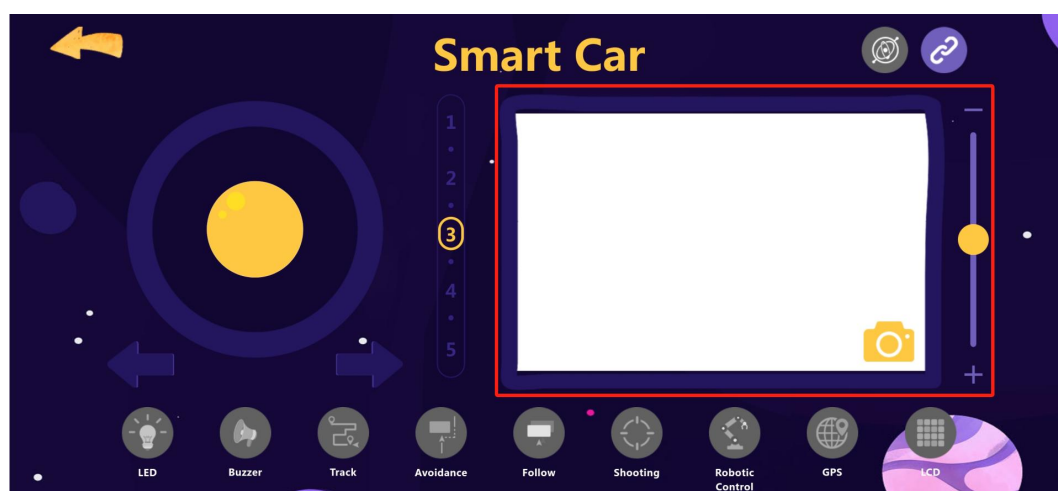 Smart Car
1
2
3
4
5
−
+
LED
Buzzer
Track
Avoidance
Follow
Shooting
Robotic
Control
GPS
LCD